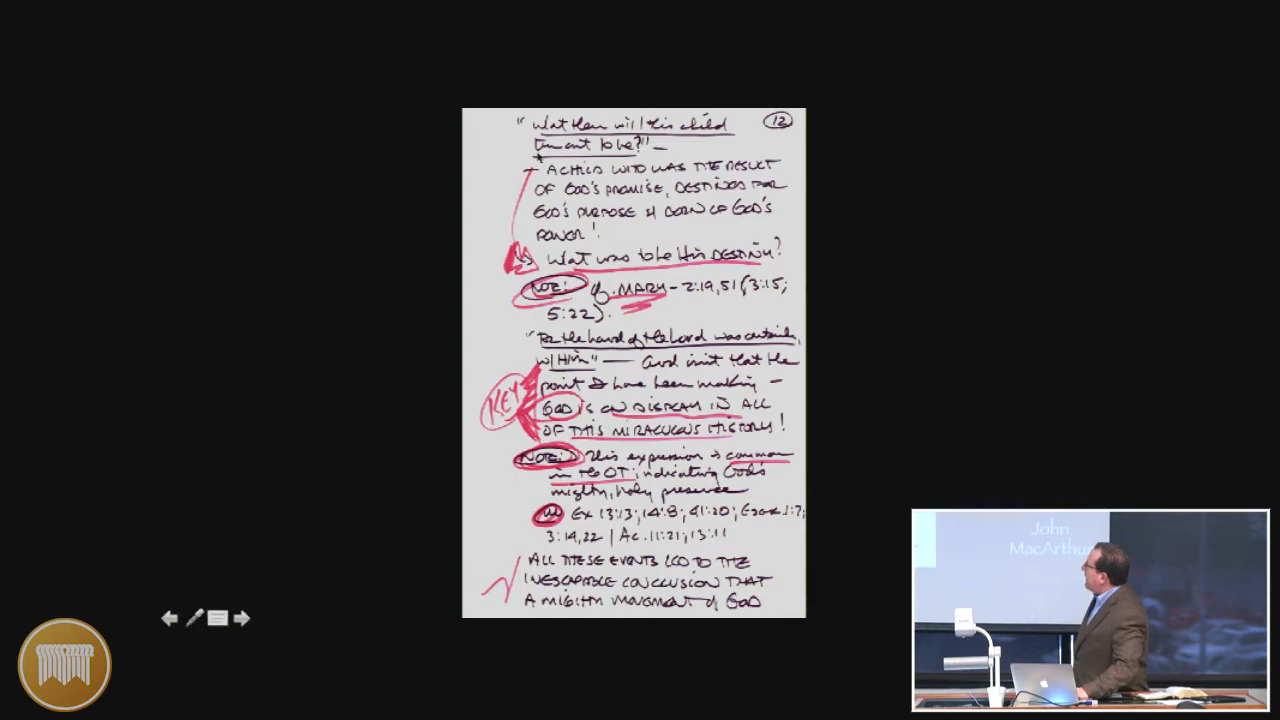 "What then will this child
turn out to be?" —
12
— A CHILD WHO WAS THE RESULT
OF GOD'S PROMISE, DESTINED FOR
GOD'S PURPOSE & BORN OF GOD'S
POWER!
What was to be His DESTINY?
NOTE: cf. MARY – 2:19, 51 (3:15;
5:22).
"For the hand of the Lord was certainly
w/ Him" — And isn't that the
point I have been making –
KEY
GOD IS ON DISPLAY IN ALL
OF THIS MIRACULOUS HISTORY!
NOTE: This expression is common
in the OT, indicating God's
mighty, holy presence
Ex 13:3; 14:8; 41:20;
3:14, 22 | Ac. 11:21; 13:11
ALL THESE EVENTS LED TO THE
INESCAPABLE CONCLUSION THAT
A MIGHTY MOVEMENT of GOD
John
MacArthur